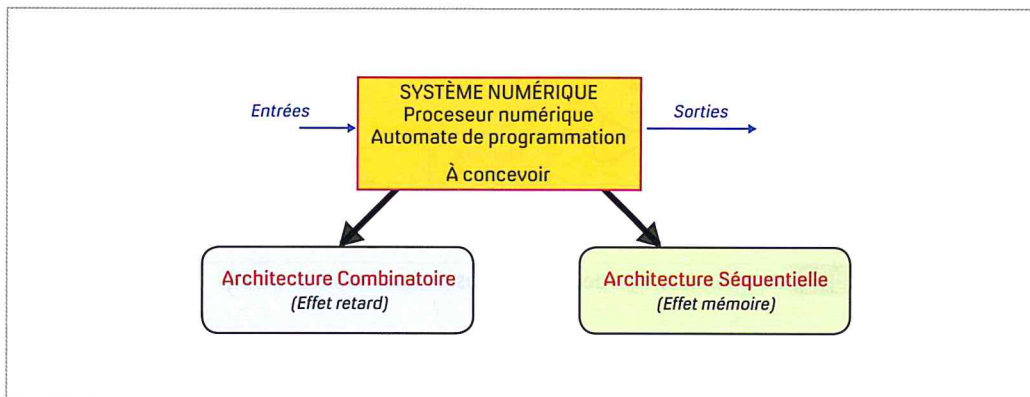 SYSTÈME NUMÉRIQUE
Entrées
Proceseur numérique
Sorties
Automate de programmation
À concevoir
Architecture Combinatoire
(Effet retard)
Architecture Séquentielle
(Effet mémoire)